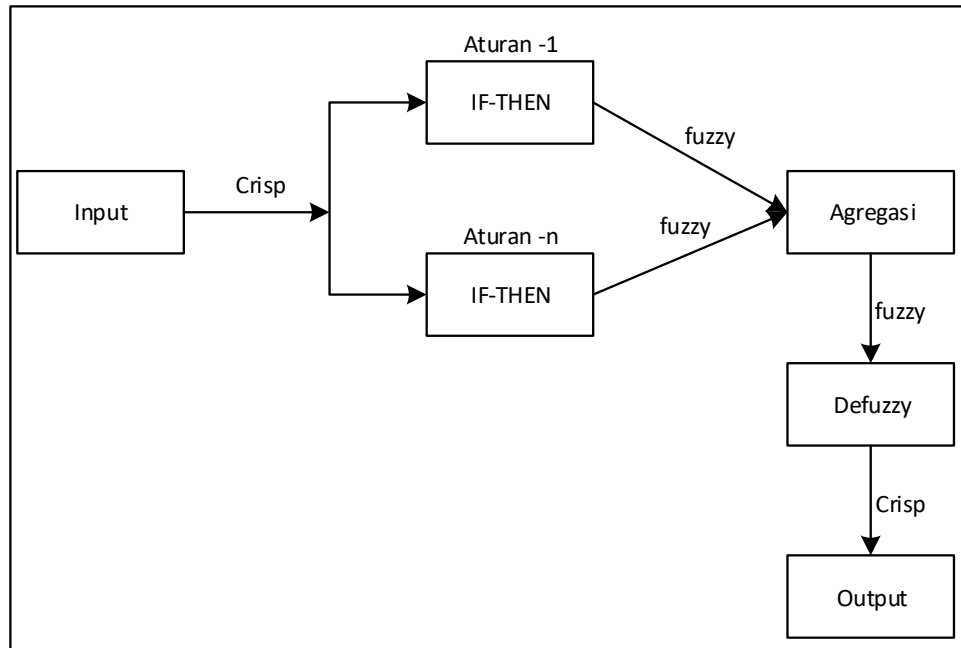 Aturan -1
IF-THEN
fuzzy
Input
Crisp
Agregasi
Aturan -n
fuzzy
IF-THEN
fuzzy
Defuzzy
Crisp
Output